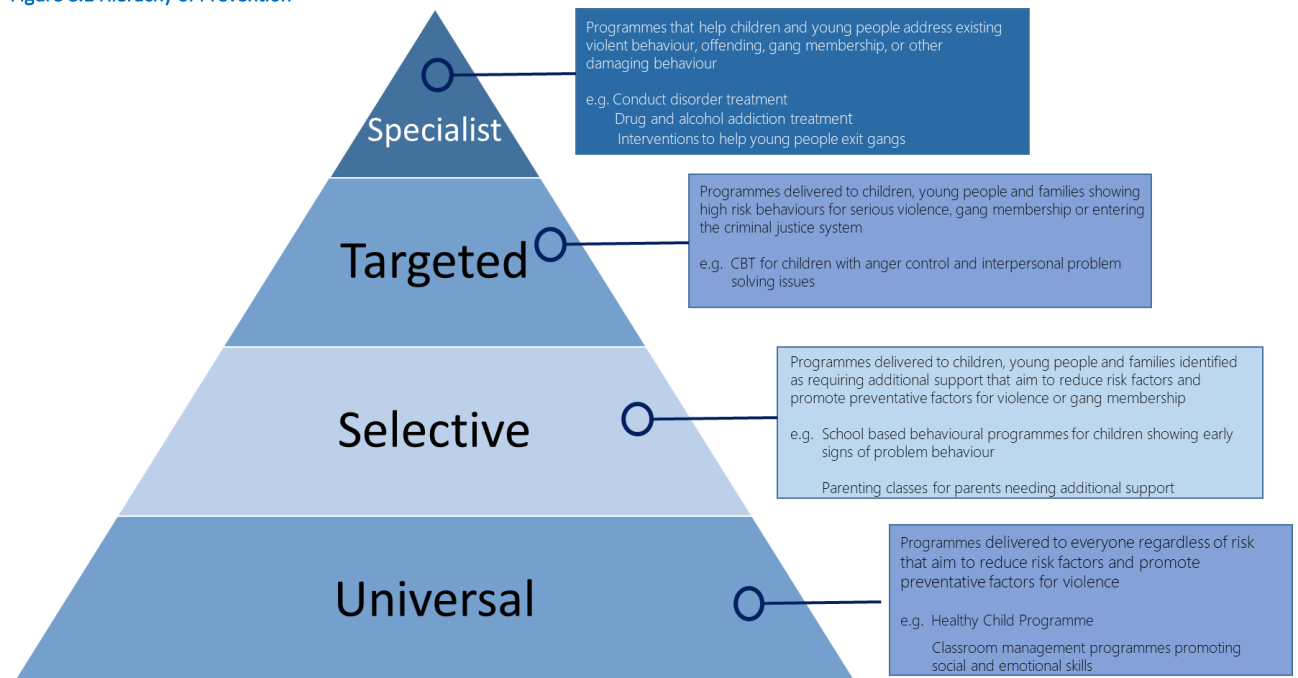 Programmes that help children and young people address existing
violent behaviour, offending, gang membership, or other
damaging behaviour
e.g. Conduct disorder treatment
Drug and alcohol addiction treatment
Interventions to help young people exit gangs
Specialist
Programmes delivered to children, young people and families showing
high risk behaviours for serious violence, gang membership or entering
the criminal justice system
e.g. CBT for children with anger control and interpersonal problem
solving issues
Targeted
Programmes delivered to children, young people and families identified
as requiring additional support that aim to reduce risk factors and
promote preventative factors for violence or gang membership
e.g. School based behavioural programmes for children showing early
signs of problem behaviour
Parenting classes for parents needing additional support
Selective
Programmes delivered to everyone regardless of risk
that aim to reduce risk factors and promote
preventative factors for violence
e.g. Healthy Child Programme
Classroom management programmes promoting
social and emotional skills
Universal